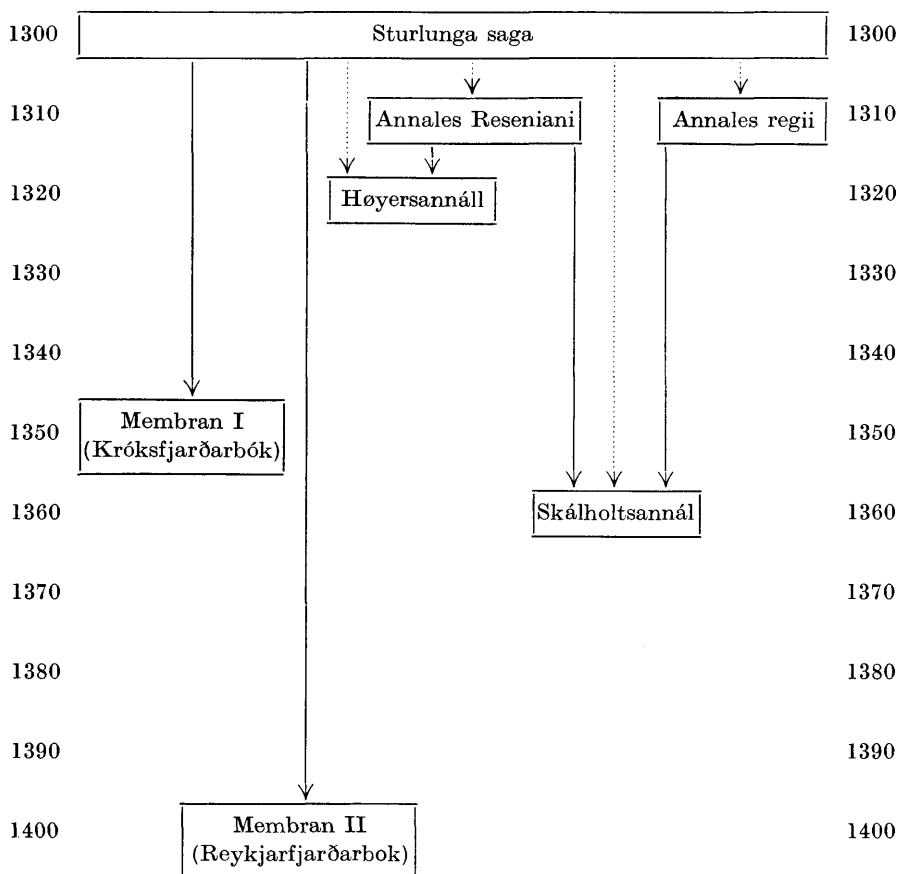 1300 Sturlunga saga 1300
1310 Annales Reseniani Annales regii 1310
1320 Høyersannáll 1320
1330 1330
1340 1340
Membran I
1350 (Króksfjarðarbók) 1350
1360 Skálholtsannál 1360
1370 1370
1380 1380
1390 1390
Membran II
1400 (Reykjarfjarðarbok) 1400